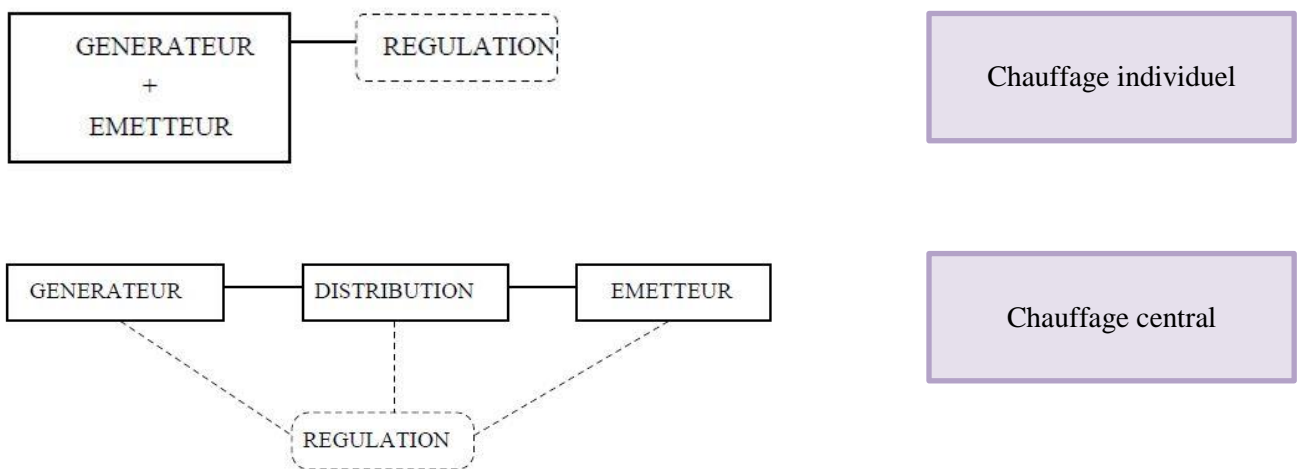 GENERATEUR
+
EMETTEUR
REGULATION
Chauffage individuel
GENERATEUR
DISTRIBUTION
EMETTEUR
Chauffage central
REGULATION